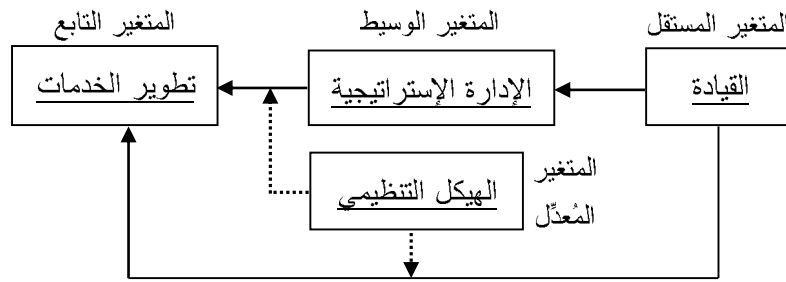 المتغير المستقل
المتغير الوسيط
المتغير التابع
القيادة
الإدارة الإستراتيجية
تطوير الخدمات
المتغير
المُعدِّل
الهيكل التنظيمي